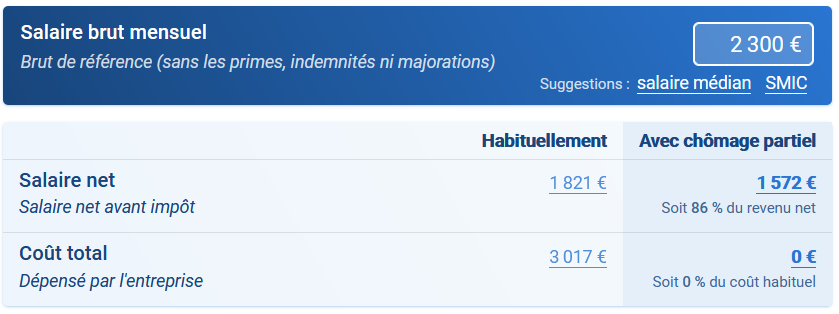 Salaire brut mensuel
Brut de référence (sans les primes, indemnités ni majorations)
2 300 €
Suggestions : salaire médian SMIC
Habituellement Avec chômage partiel
Salaire net 1 821 € 1 572 €
Salaire net avant impôt Soit 86 % du revenu net
Coût total 3 017 € 0 €
Dépensé par l'entreprise Soit 0 % du coût habituel